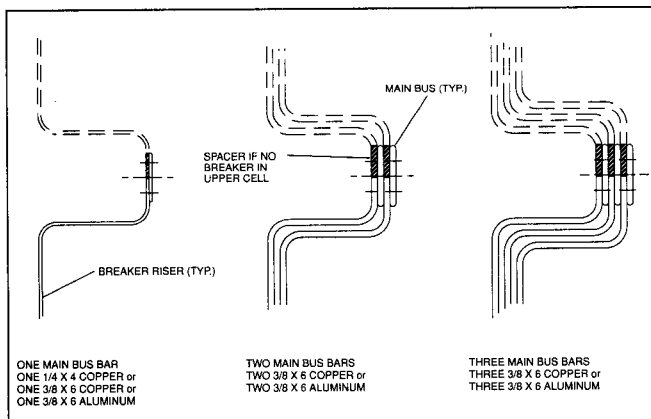 MAIN BUS (TYP.)
SPACER IF NO
BREAKER IN
UPPER CELL
BREAKER RISER (TYP.)
ONE MAIN BUS BAR
ONE 1/4 X 4 COPPER or
ONE 3/8 X 6 COPPER or
ONE 3/8 X 6 ALUMINUM
TWO MAIN BUS BARS
TWO 3/8 X 6 COPPER or
TWO 3/8 X 6 ALUMINUM
THREE MAIN BUS BARS
THREE 3/8 X 6 COPPER or
THREE 3/8 X 6 ALUMINUM